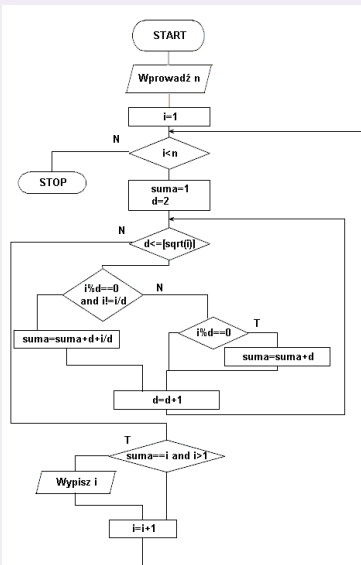 START
Wprowadź n
i=1
N
i<n
STOP
suma=1
d=2
N
d<=[sqrt(i)]
i%d==0
and i!=i/d
N
i%d==0
T
suma=suma+d+i/d
suma=suma+d
d=d+1
T
suma==i and i>1
Wypisz i
i=i+1